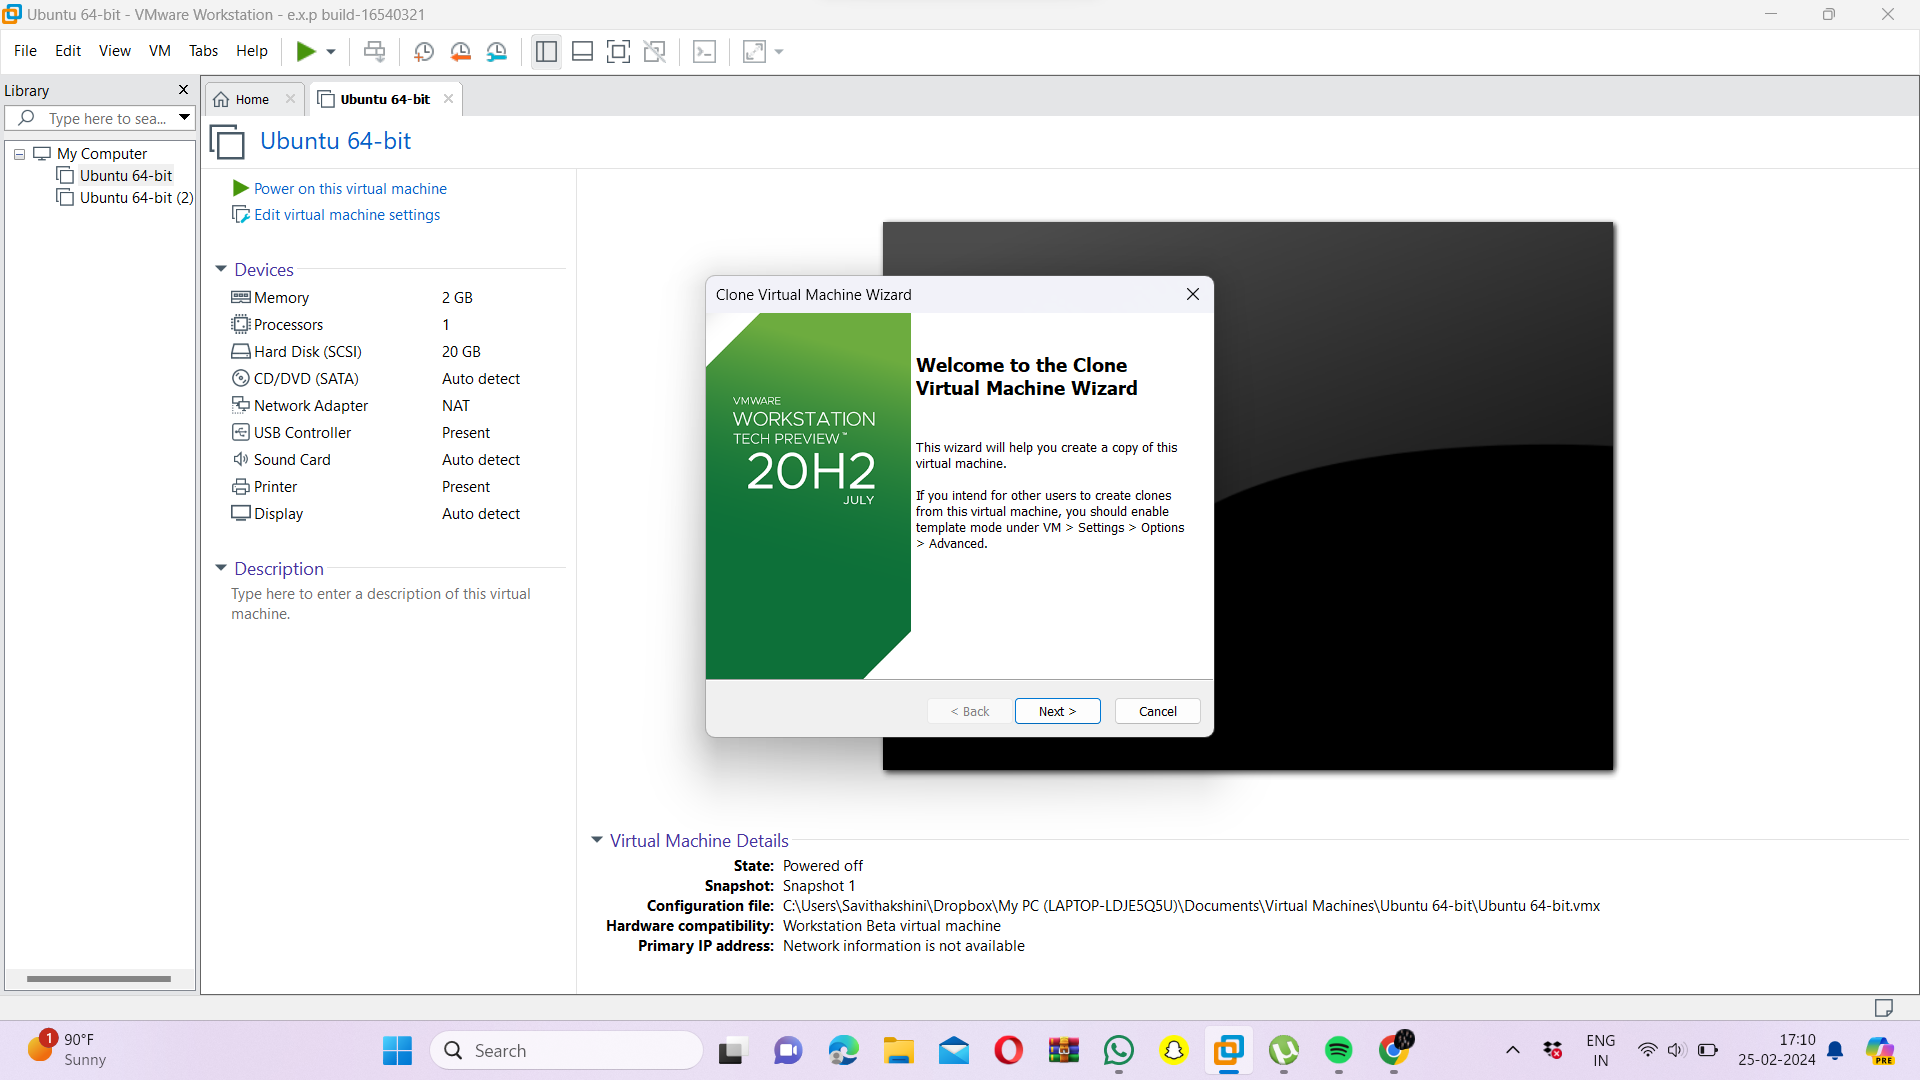 Ubuntu 64-bit - VMware Workstation - e.x.p build-16540321
File Edit View VM Tabs Help
Library
Type here to sea...
My Computer
Ubuntu 64-bit
Ubuntu 64-bit (2)
Home
Ubuntu 64-bit
Ubuntu 64-bit
Power on this virtual machine
Edit virtual machine settings
Devices
Memory 2 GB
Processors 1
Hard Disk (SCSI) 20 GB
CD/DVD (SATA) Auto detect
Network Adapter NAT
USB Controller Present
Sound Card Auto detect
Printer Present
Display Auto detect
Description
Type here to enter a description of this virtual
machine.
Clone Virtual Machine Wizard
VMWARE
WORKSTATION
TECH PREVIEW™
20H2
JULY
Welcome to the Clone
Virtual Machine Wizard
This wizard will help you create a copy of this
virtual machine.
If you intend for other users to create clones
from this virtual machine, you should enable
template mode under VM > Settings > Options
> Advanced.
< Back Next > Cancel
Virtual Machine Details
State: Powered off
Snapshot: Snapshot 1
Configuration file: C:\Users\Savithakshini\Dropbox\My PC (LAPTOP-LDJE5Q5U)\Documents\Virtual Machines\Ubuntu 64-bit\Ubuntu 64-bit.vmx
Hardware compatibility: Workstation Beta virtual machine
Primary IP address: Network information is not available
1
90°F
Sunny
Search
ENG
IN
17:10
25-02-2024
PRE